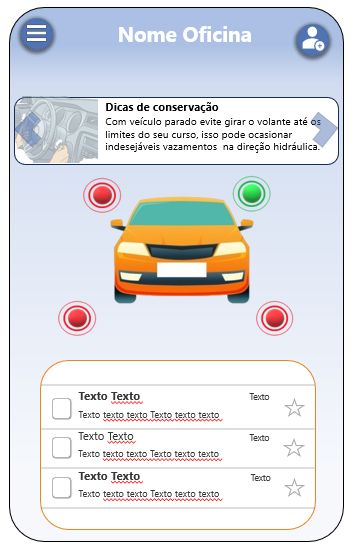 Nome Oficina
Dicas de conservação
Com veículo parado evite girar o volante até os
limites do seu curso, isso pode ocasionar
indesejáveis vazamentos na direção hidráulica.
Texto Texto
Texto
Texto texto texto Texto texto texto
Texto Texto
Texto
Texto texto texto Texto texto texto
Texto Texto
Texto
Texto texto texto Texto texto texto